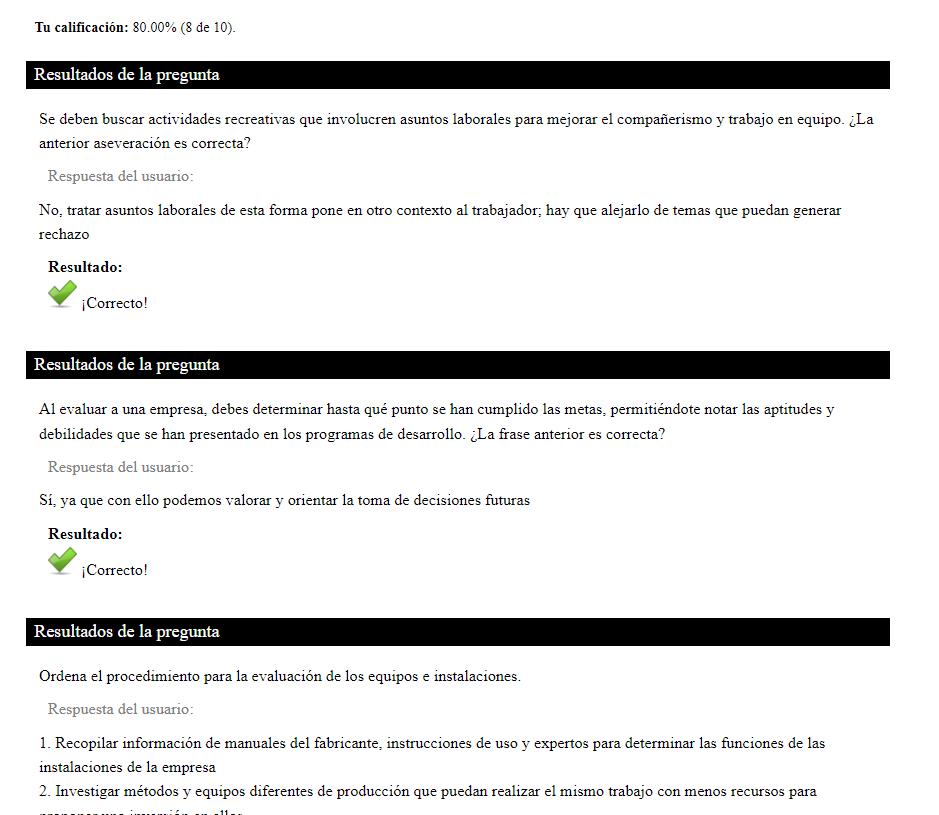 Tu calificación: 80.00% (8 de 10).
Resultados de la pregunta
Se deben buscar actividades recreativas que involucren asuntos laborales para mejorar el compañerismo y trabajo en equipo. ¿La
anterior aseveración es correcta?
Respuesta del usuario:
No, tratar asuntos laborales de esta forma pone en otro contexto al trabajador; hay que alejarlo de temas que puedan generar
rechazo
Resultado:
¡Correcto!
Resultados de la pregunta
Al evaluar a una empresa, debes determinar hasta qué punto se han cumplido las metas, permitiéndote notar las aptitudes y
debilidades que se han presentado en los programas de desarrollo. ¿La frase anterior es correcta?
Respuesta del usuario:
Sí, ya que con ello podemos valorar y orientar la toma de decisiones futuras
Resultado:
¡Correcto!
Resultados de la pregunta
Ordena el procedimiento para la evaluación de los equipos e instalaciones.
Respuesta del usuario:
1. Recopilar información de manuales del fabricante, instrucciones de uso y expertos para determinar las funciones de las
instalaciones de la empresa
2. Investigar métodos y equipos diferentes de producción que puedan realizar el mismo trabajo con menos recursos para